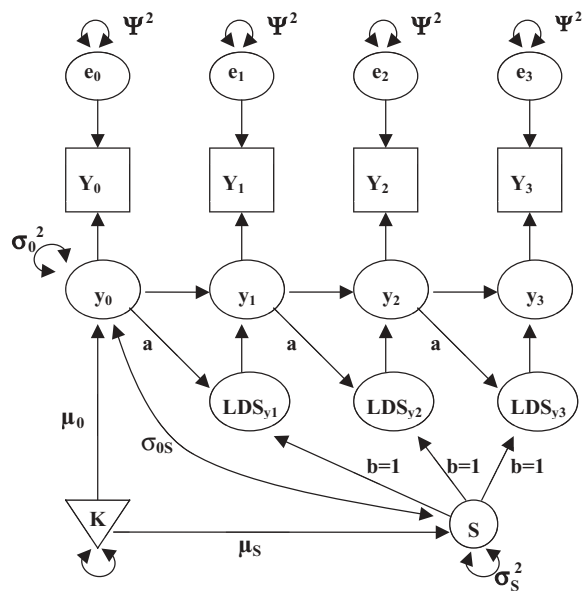 Ψ² Ψ² Ψ² Ψ²
e₀ e₁ e₂ e₃
Y₀ Y₁ Y₂ Y₃
σ₀²
y₀ y₁ y₂ y₃
a a a
LDSy1 LDSy2 LDSy3
μ₀
σ₀S
b=1 b=1 b=1
K
S
μS
σS²